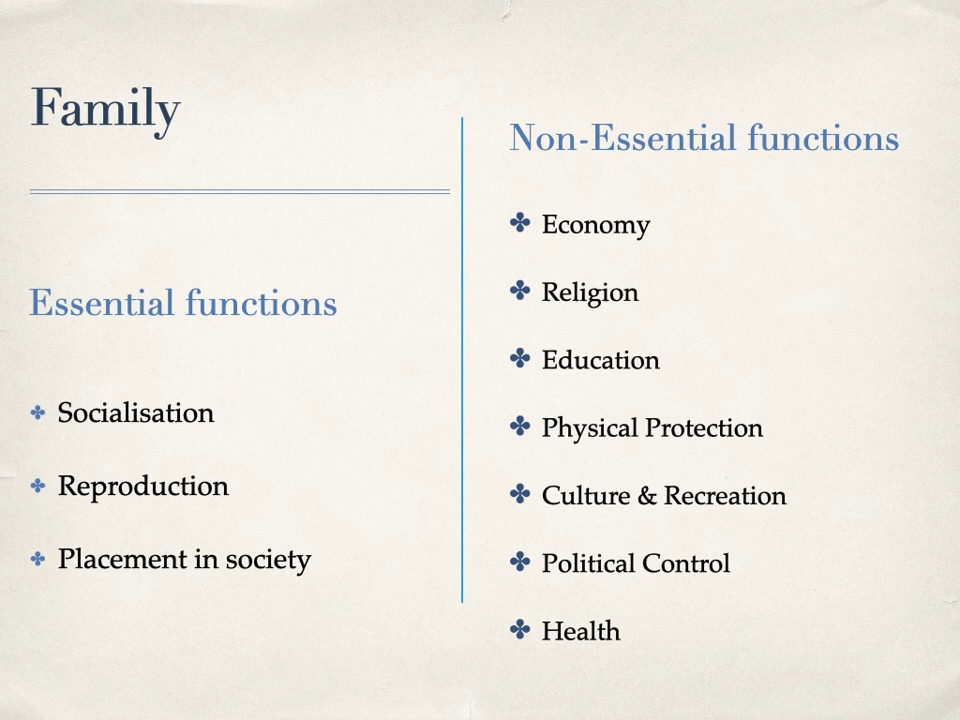 Family
Essential functions
✤ Socialisation
✤ Reproduction
✤ Placement in society
Non-Essential functions
✤ Economy
✤ Religion
✤ Education
✤ Physical Protection
✤ Culture & Recreation
✤ Political Control
✤ Health